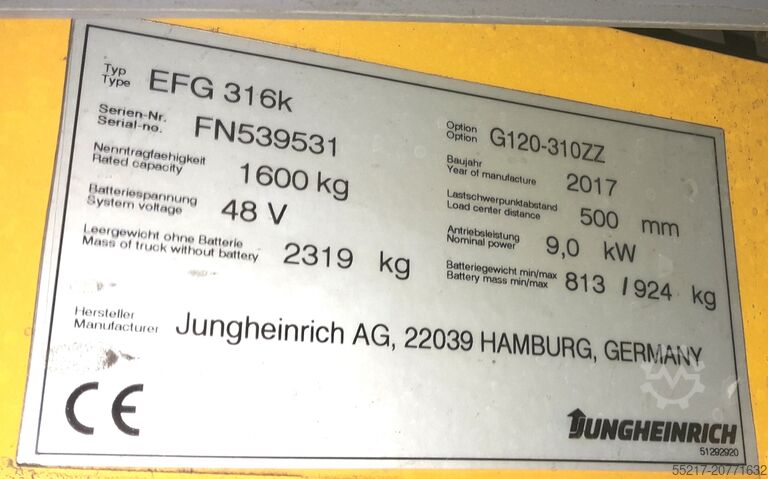 Typ
Type EFG 316k
Serien-Nr.
Serial-no. FN539531
Option
Option G120-310ZZ
Nenntragfaehigkeit
Rated capacity 1600 kg
Baujahr
Year of manufacture 2017
Batteriespannung
System voltage 48 V
Lastschwerpunktabstand
Load center distance 500 mm
Leergewicht ohne Batterie
Mass of truck without battery 2319 kg
Antriebsleistung
Nominal power 9,0 kW
Batteriegewicht min/max
Battery mass min/max 813 / 924 kg
Hersteller
Manufacturer Jungheinrich AG, 22039 HAMBURG, GERMANY
CE
JUNGHEINRICH
51292920
55217-20771632